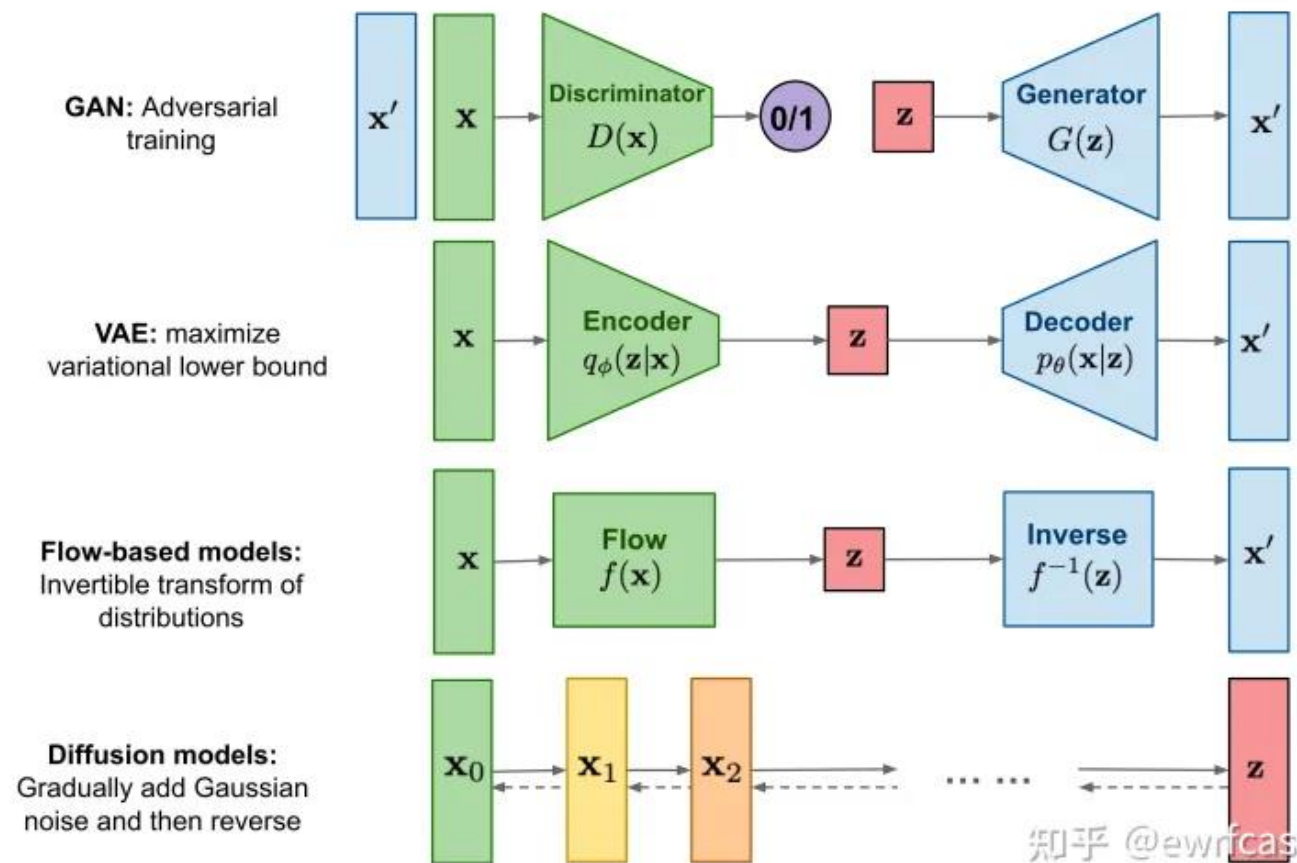 GAN: Adversarial
training
x′
x
Discriminator
D(x)
0/1
z
Generator
G(z)
x′
VAE: maximize
variational lower bound
x
Encoder
qϕ(z|x)
z
Decoder
pθ(x|z)
x′
Flow-based models:
Invertible transform of
distributions
x
Flow
f(x)
z
Inverse
f⁻¹(z)
x′
Diffusion models:
Gradually add Gaussian
noise and then reverse
x₀
x₁
x₂
... ...
z
知乎 @ewrfcas